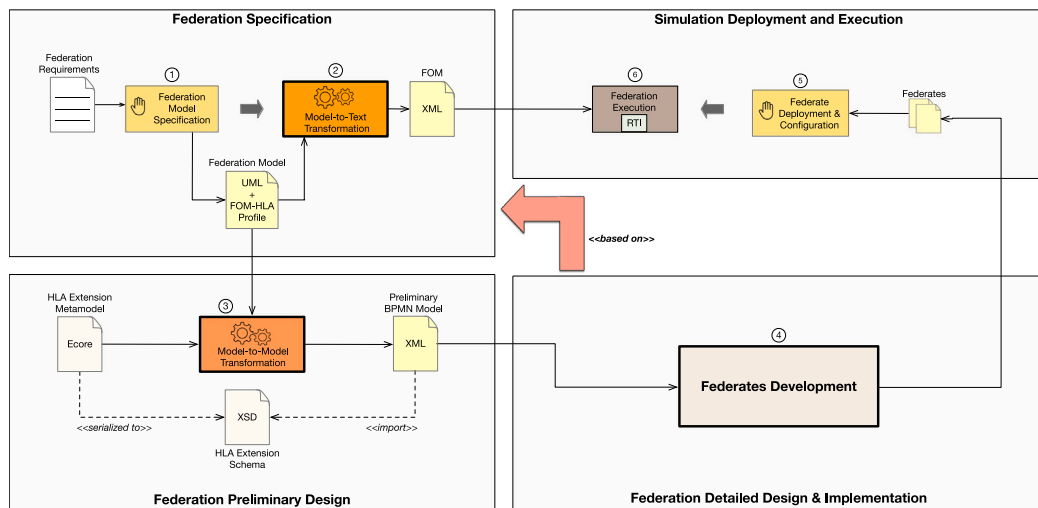 Federation Specification
Federation
Requirements
1
Federation
Model
Specification
2
Model-to-Text
Transformation
FOM
XML
Federation Model
UML
+
FOM-HLA
Profile
Simulation Deployment and Execution
6
Federation
Execution
RTI
5
Federate
Deployment &
Configuration
Federates
<<based on>>
HLA Extension
Metamodel
Ecore
3
Model-to-Model
Transformation
Preliminary
BPMN Model
XML
<<serialized to>>
XSD
<<import>>
HLA Extension
Schema
Federation Preliminary Design
4
Federates Development
Federation Detailed Design & Implementation